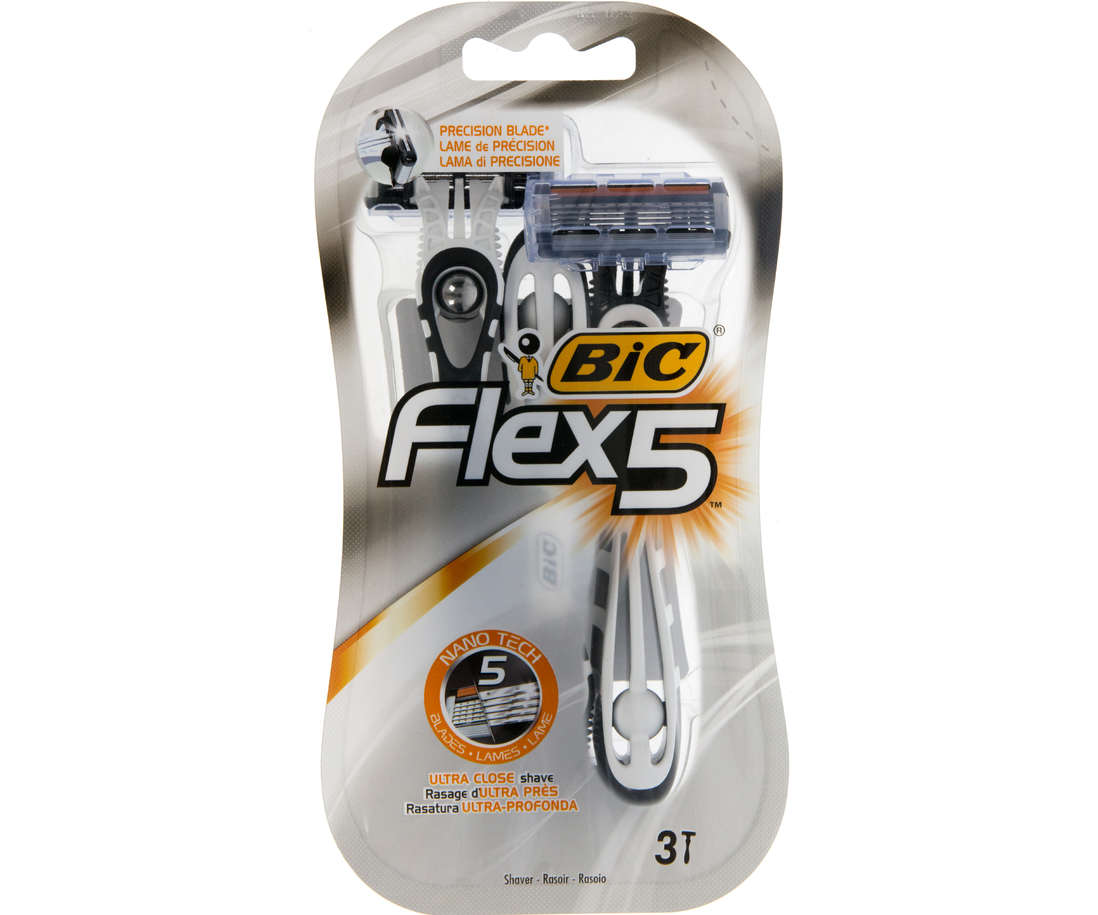 PRECISION BLADE*
LAME de PRÉCISION
LAMA di PRECISIONE
BiC®
Flex5™
BiC
NANO TECH
5
BLADES • LAMES • LAME
ULTRA CLOSE shave
Rasage d'ULTRA PRÈS
Rasatura ULTRA-PROFONDA
3
Shaver - Rasoir - Rasoio